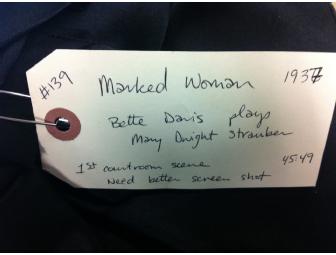 #139 Marked Woman 1937
Bette Davis plays
Mary Dwight Strauber
1st courtroom scene 45:49
Need better screen shot